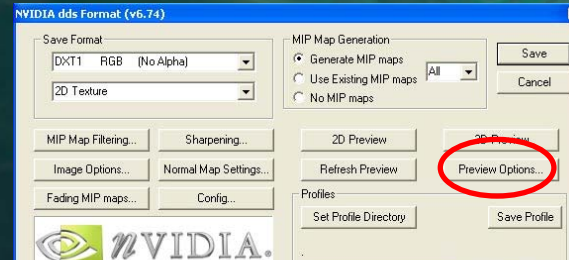 NVIDIA dds Format (v6.74)
Save Format
DXT1 RGB (No Alpha)
2D Texture
MIP Map Generation
Generate MIP maps
Use Existing MIP maps
All
No MIP maps
Save
Cancel
MIP Map Filtering...
Sharpening...
2D Preview
3D Preview
Image Options...
Normal Map Settings...
Refresh Preview
Preview Options...
Fading MIP maps...
Config...
Profiles
Set Profile Directory
Save Profile
.
NVIDIA.